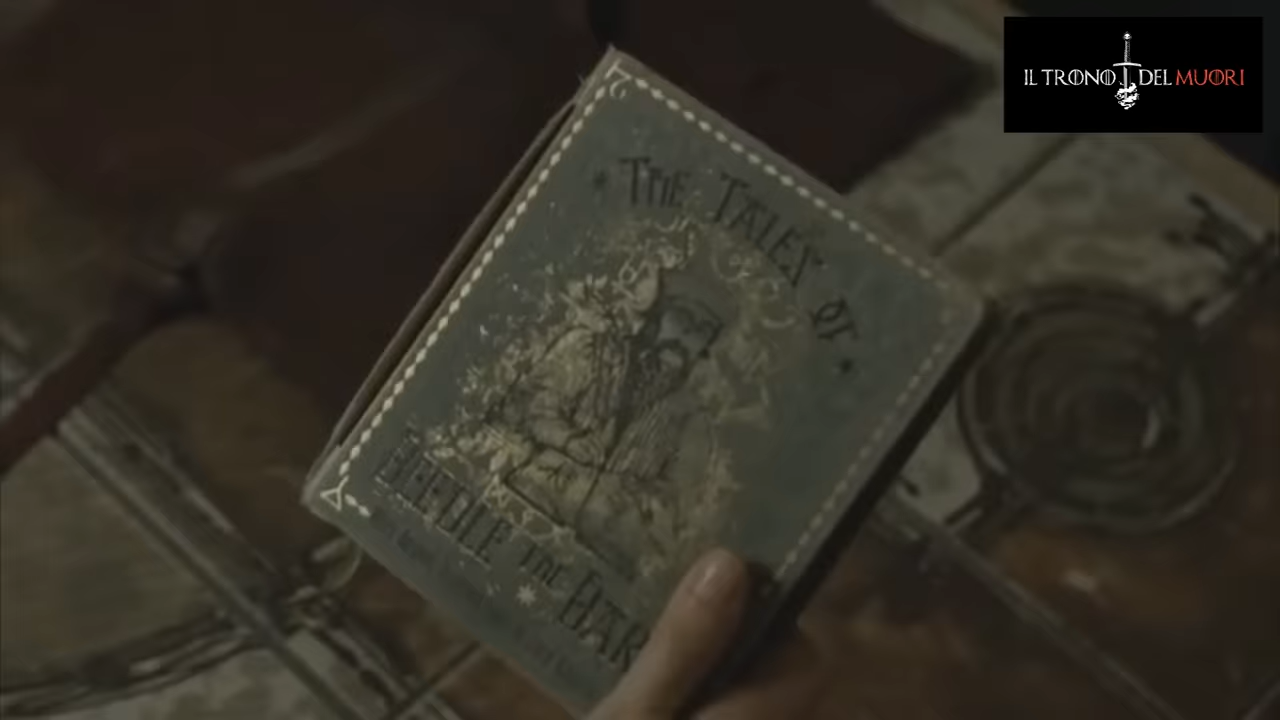 IL TRONO DEL MUORI
THE TALES OF
BEEDLE THE BAR